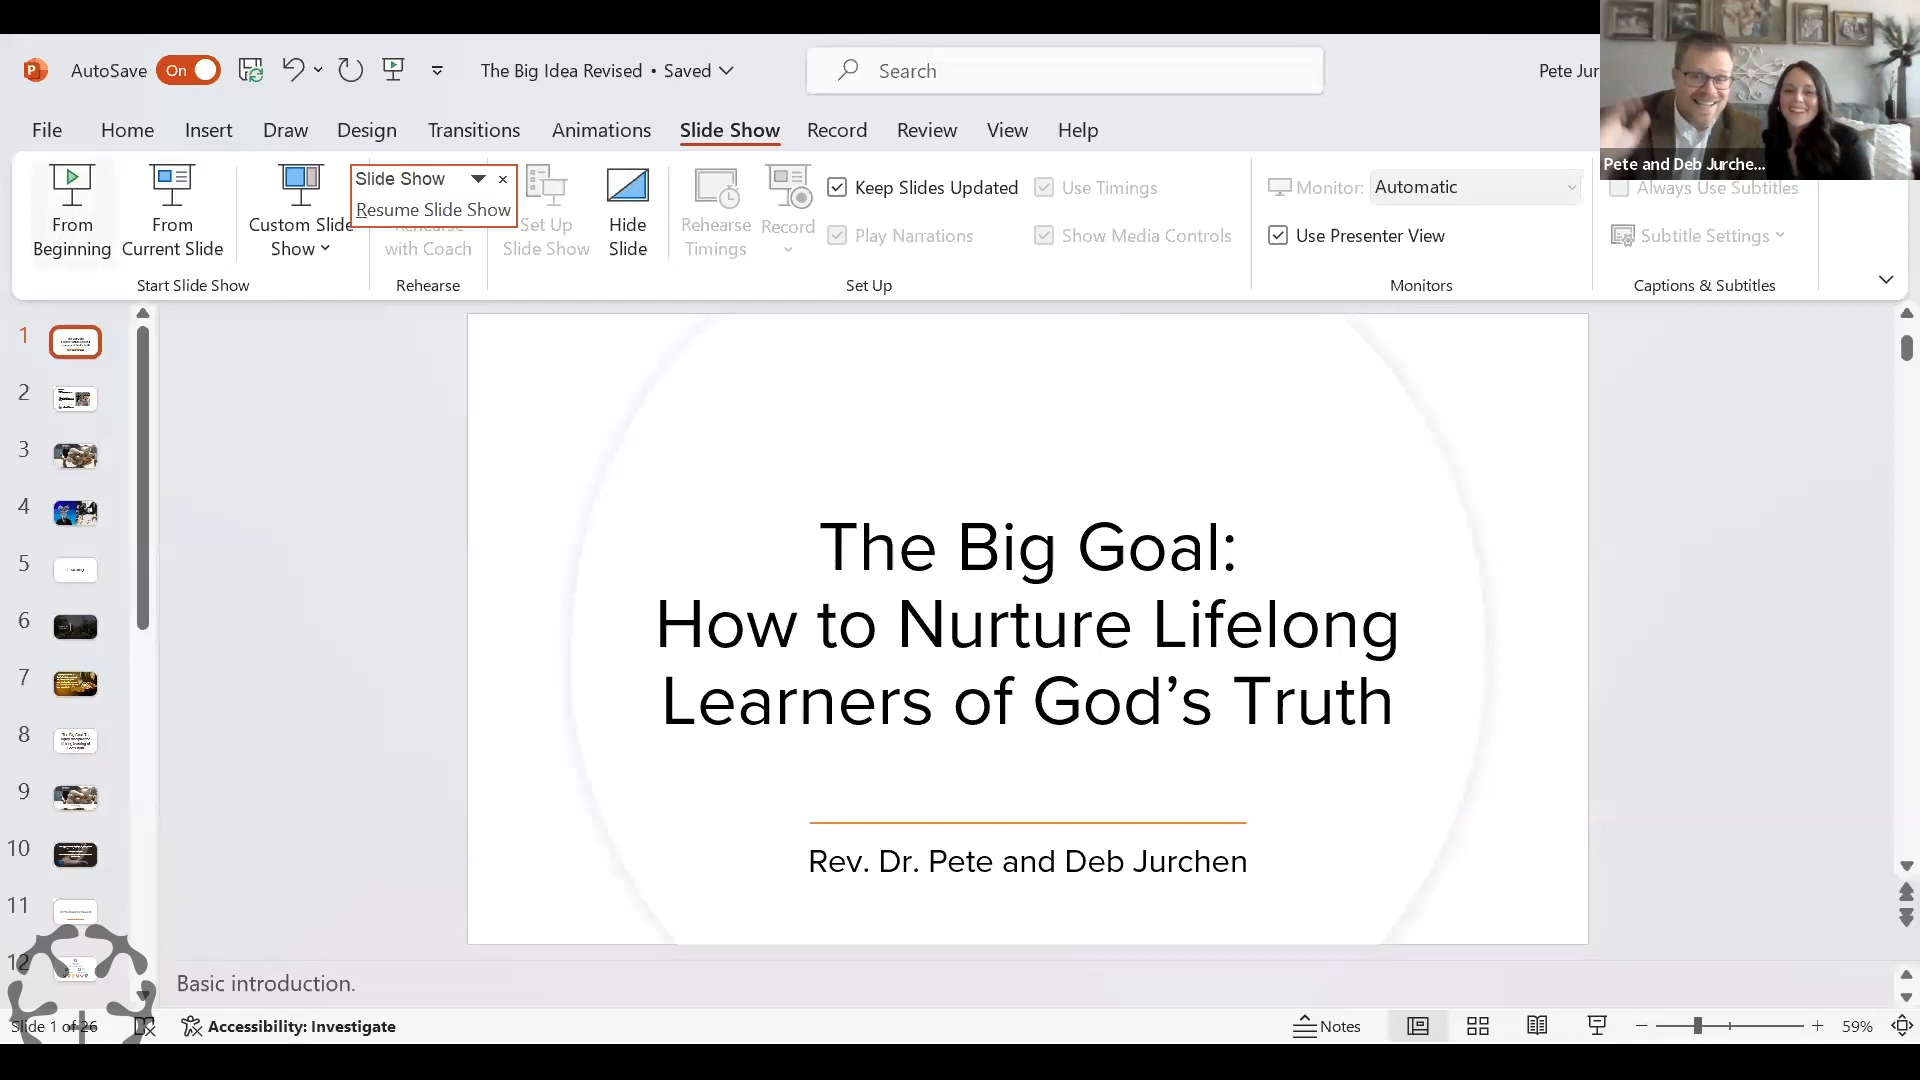 AutoSave On The Big Idea Revised • Saved Search Pete Jur
Pete and Deb Jurche...
File Home Insert Draw Design Transitions Animations Slide Show Record Review View Help
From Beginning
From Current Slide
Custom Slide Show
Start Slide Show
Slide Show
Resume Slide Show
Rehearse with Coach
Rehearse
Set Up Slide Show
Hide Slide
Rehearse Timings
Record
Keep Slides Updated
Play Narrations
Use Timings
Show Media Controls
Set Up
Monitor: Automatic
Use Presenter View
Monitors
Always Use Subtitles
Subtitle Settings
Captions & Subtitles
1
2
3
4
5
6
7
8
9
10
11
12
The Big Goal:
How to Nurture Lifelong
Learners of God’s Truth
Rev. Dr. Pete and Deb Jurchen
Basic introduction.
Slide 1 of 26 Accessibility: Investigate Notes 59%